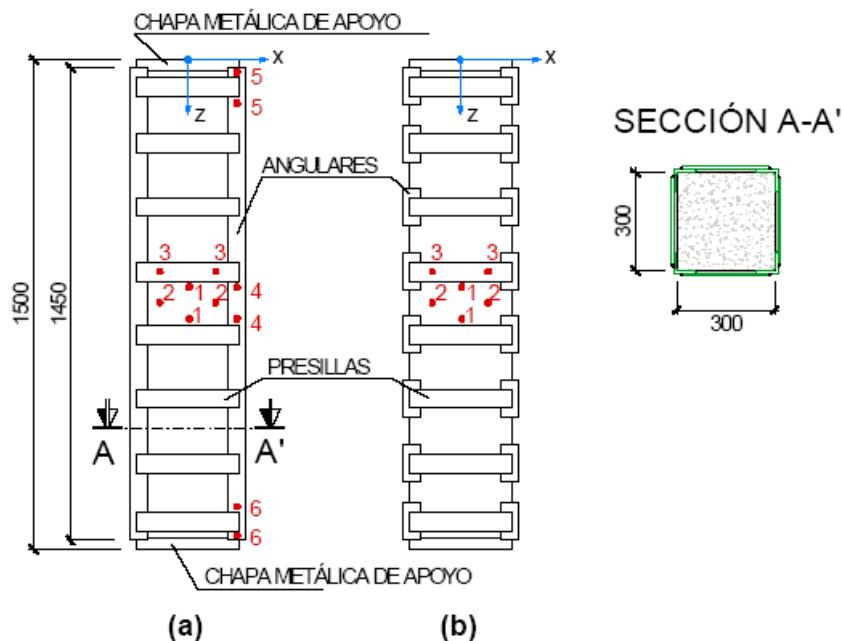 CHAPA METÁLICA DE APOYO
x
x
5
5
z
z
SECCIÓN A-A'
ANGULARES
300
300
1500
1450
3
3
3
3
2
1
2
4
2
1
2
1
4
1
PRESILLAS
A
A'
6
6
CHAPA METÁLICA DE APOYO
(a)
(b)